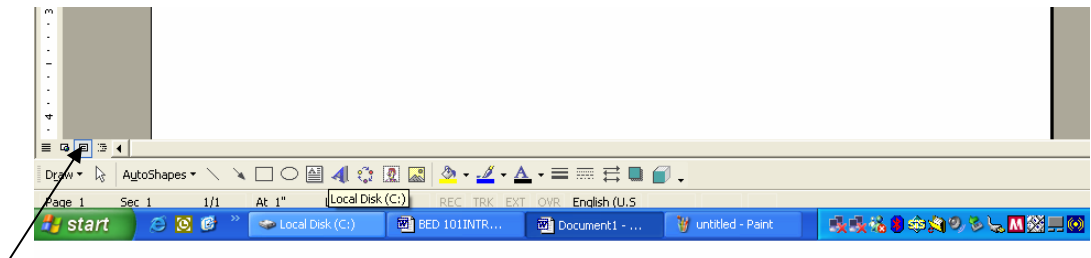 3
4
Draw AutoShapes
Page 1 Sec 1 1/1 At 1" Local Disk (C:) REC TRK EXT OVR English (U.S
start Local Disk (C:) BED 101INTR... Document1 - ... untitled - Paint